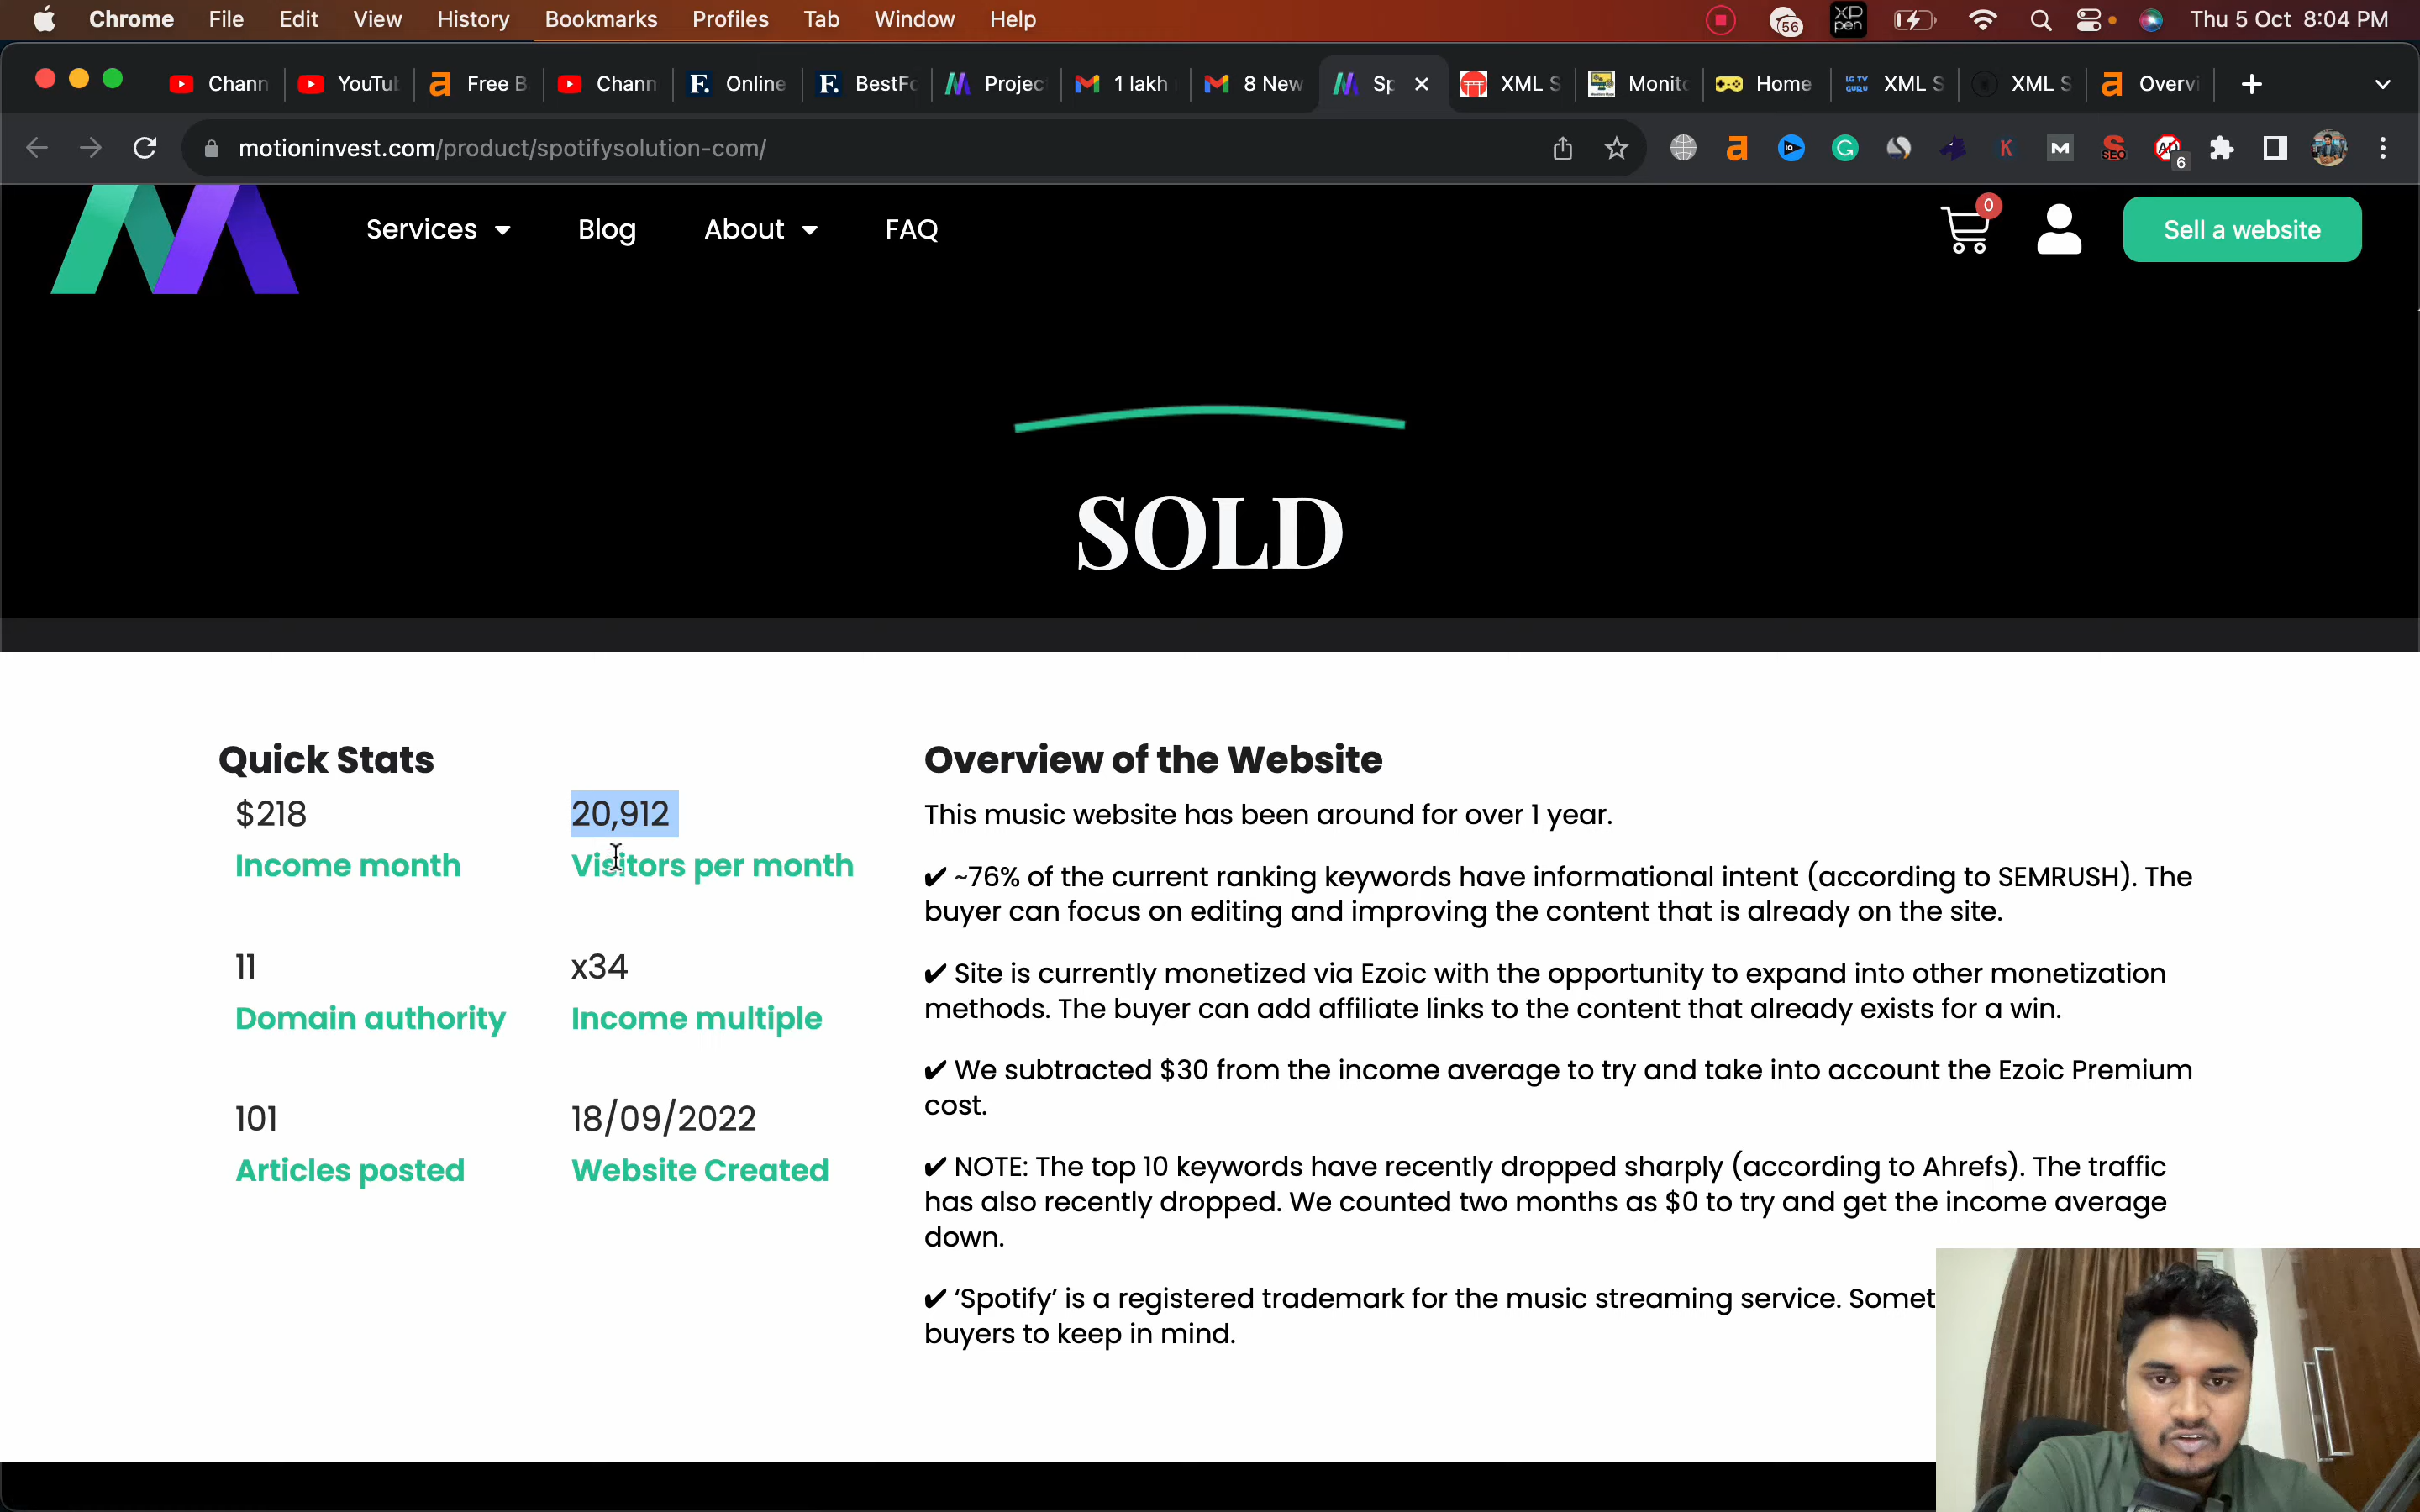 Chrome File Edit View History Bookmarks Profiles Tab Window Help 56 XP pen Thu 5 Oct 8:04 PM
Chann YouTu Free B Chann F. Online F. BestFo Projec 1 lakh 8 New Sp XML S Monito Home LG TV GURU XML S XML S Overvi
motioninvest.com/product/spotifysolution-com/ 6
Services Blog About FAQ 0 Sell a website
SOLD
Quick Stats
$218 20,912
Income month Visitors per month
11 x34
Domain authority Income multiple
101 18/09/2022
Articles posted Website Created
Overview of the Website
This music website has been around for over 1 year.
✔ ~76% of the current ranking keywords have informational intent (according to SEMRUSH). The
buyer can focus on editing and improving the content that is already on the site.
✔ Site is currently monetized via Ezoic with the opportunity to expand into other monetization
methods. The buyer can add affiliate links to the content that already exists for a win.
✔ We subtracted $30 from the income average to try and take into account the Ezoic Premium
cost.
✔ NOTE: The top 10 keywords have recently dropped sharply (according to Ahrefs). The traffic
has also recently dropped. We counted two months as $0 to try and get the income average
down.
✔ ‘Spotify’ is a registered trademark for the music streaming service. Somet
buyers to keep in mind.